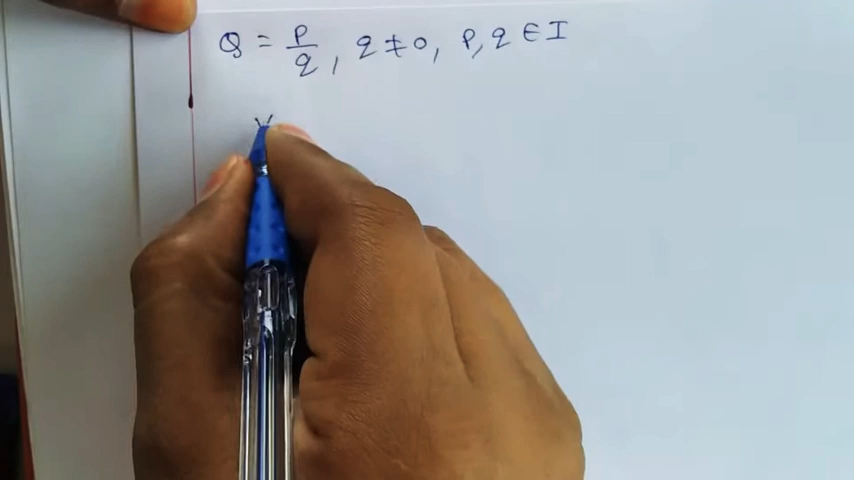 Q = p/q, q ≠ 0, p, q ∈ I